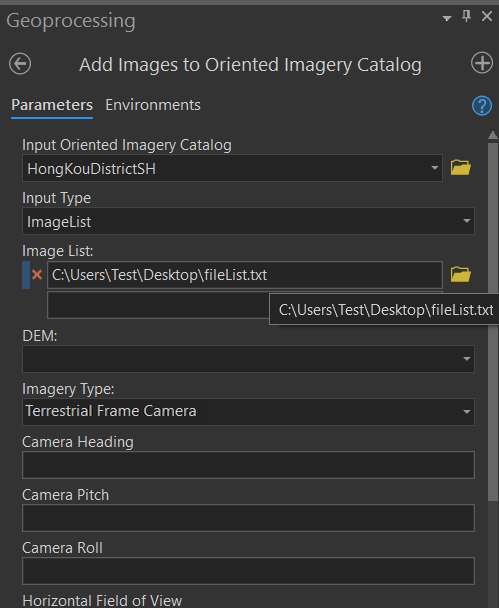 Geoprocessing
Add Images to Oriented Imagery Catalog
Parameters Environments
Input Oriented Imagery Catalog
HongKouDistrictSH
Input Type
ImageList
Image List:
C:\Users\Test\Desktop\fileList.txt
C:\Users\Test\Desktop\fileList.txt
DEM:
Imagery Type:
Terrestrial Frame Camera
Camera Heading
Camera Pitch
Camera Roll
Horizontal Field of View